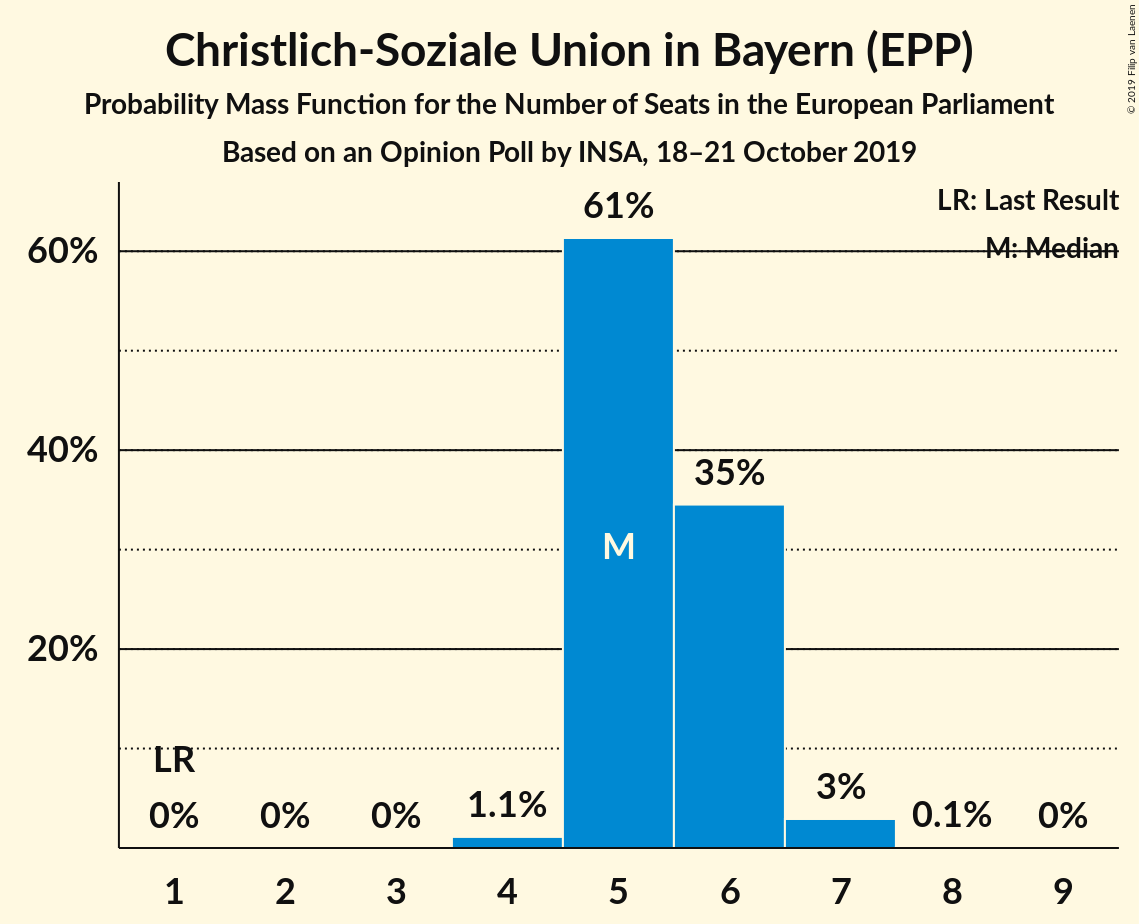 Christlich-Soziale Union in Bayern (EPP)
Probability Mass Function for the Number of Seats in the European Parliament
Based on an Opinion Poll by INSA, 18–21 October 2019
© 2019 Filip van Laenen
LR: Last Result
M: Median
61%
60%
40%
35%
M
20%
LR
0% 0% 0% 1.1% 3% 0.1% 0%
1 2 3 4 5 6 7 8 9